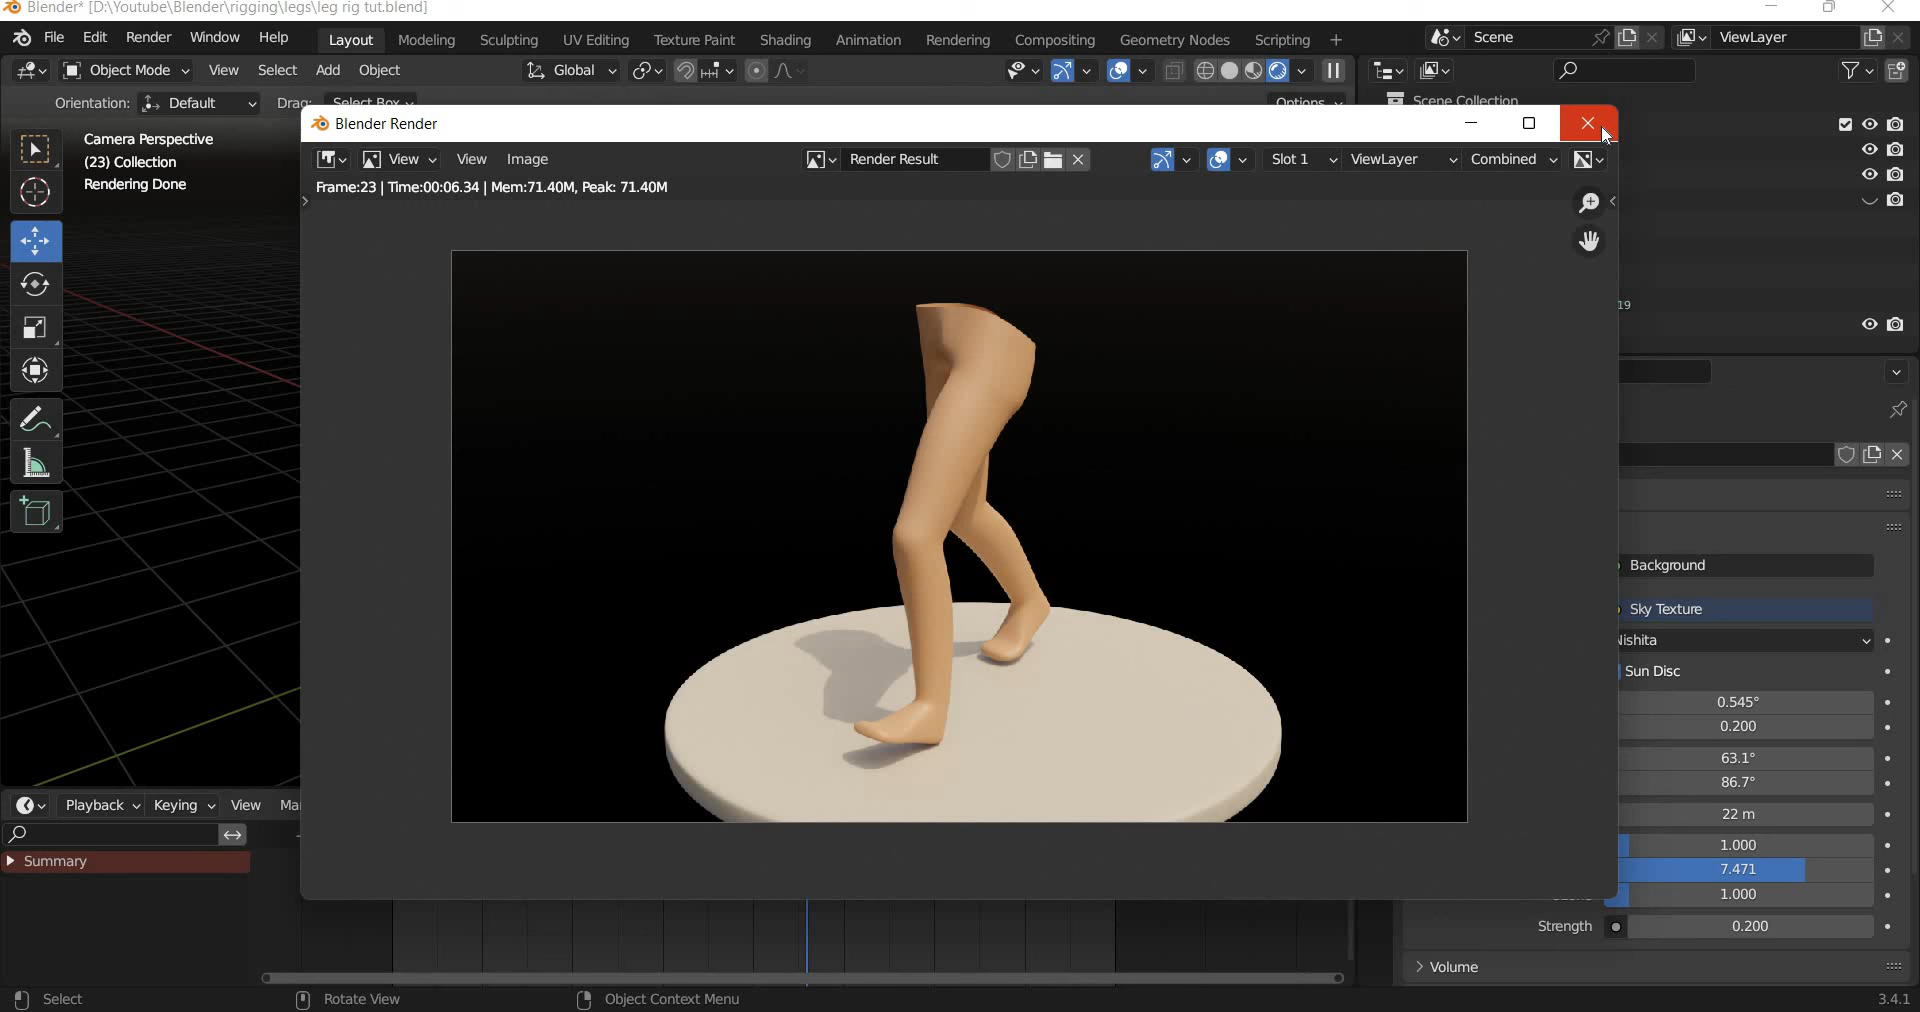 Blender* [D:\Youtube\Blender\rigging\legs\leg rig tut.blend]
File Edit Render Window Help Layout Modeling Sculpting UV Editing Texture Paint Shading Animation Rendering Compositing Geometry Nodes Scripting + Scene ViewLayer
Object Mode View Select Add Object Global
Orientation: Default Drag: Select Box Options Scene Collection
Camera Perspective
(23) Collection
Rendering Done
Blender Render
View View Image Render Result Slot 1 ViewLayer Combined
Frame:23 | Time:00:06.34 | Mem:71.40M, Peak: 71.40M
19
Background
Sky Texture
Nishita
Sun Disc
0.545°
0.200
63.1°
86.7°
22 m
1.000
7.471
1.000
Strength 0.200
Volume
Playback Keying View Ma
Summary
Select Rotate View Object Context Menu 3.4.1